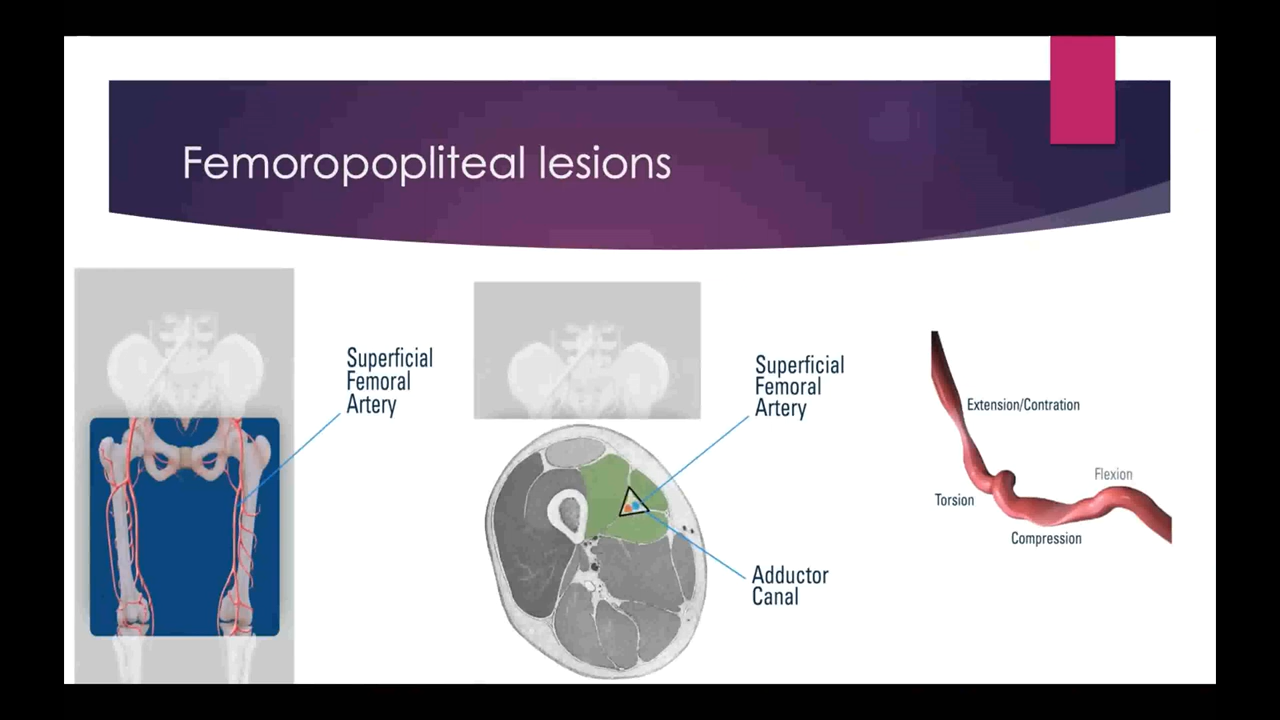 Femoropopliteal lesions
Superficial
Femoral
Artery
Superficial
Femoral
Artery
Adductor
Canal
Extension/Contration
Flexion
Torsion
Compression